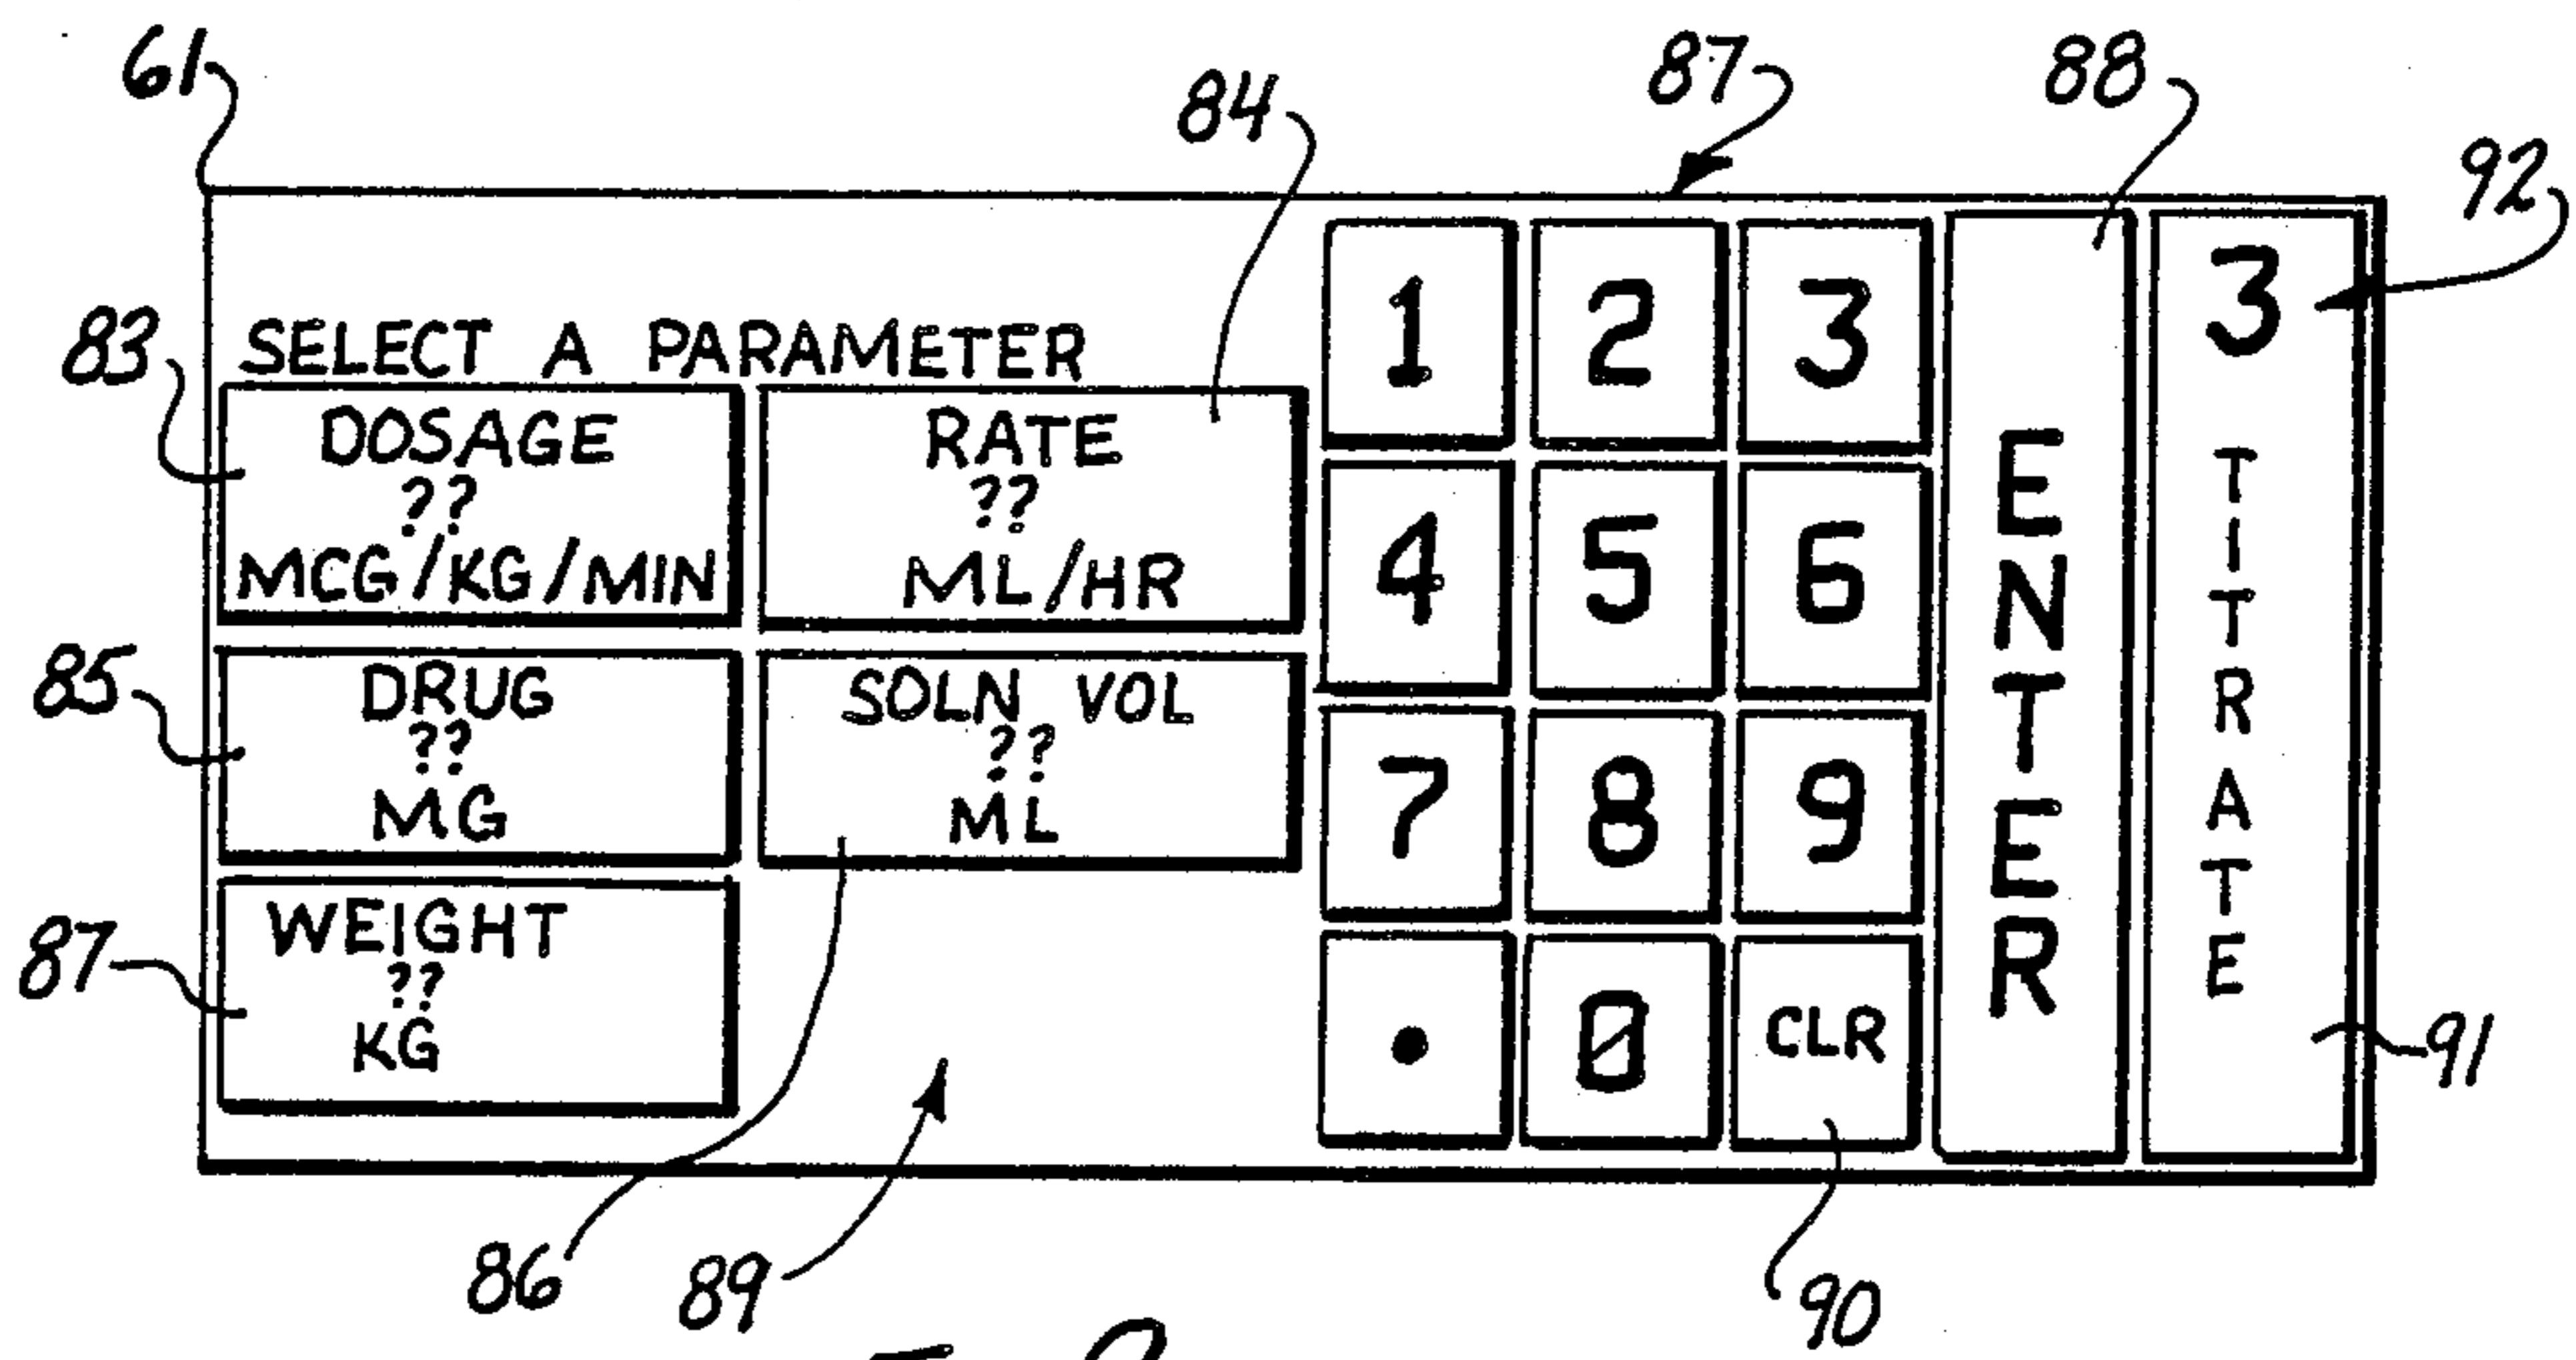 61
87
88
84
92
83
SELECT A PARAMETER
DOSAGE
??
MCG/KG/MIN
RATE
??
ML/HR
85
DRUG
??
MG
SOLN VOL
??
ML
87
WEIGHT
??
KG
1 2 3
4 5 6
7 8 9
. 0 CLR
ENTER
3
TITRATE
91
86
89
90